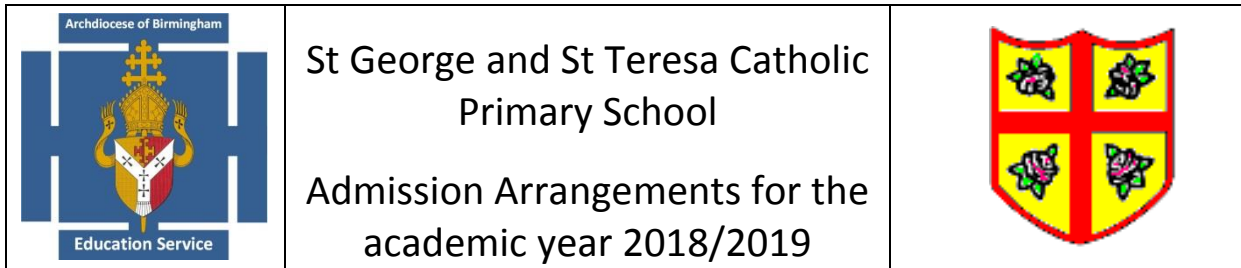 Archdiocese of Birmingham
Education Service
St George and St Teresa Catholic
Primary School
Admission Arrangements for the
academic year 2018/2019